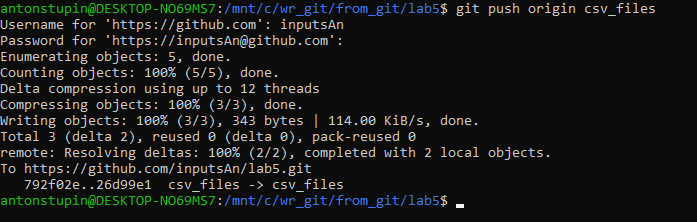 antonstupin@DESKTOP-NO69MS7:/mnt/c/wr_git/from_git/lab5$ git push origin csv_files
Username for 'https://github.com': inputsAn
Password for 'https://inputsAn@github.com':
Enumerating objects: 5, done.
Counting objects: 100% (5/5), done.
Delta compression using up to 12 threads
Compressing objects: 100% (3/3), done.
Writing objects: 100% (3/3), 343 bytes | 114.00 KiB/s, done.
Total 3 (delta 2), reused 0 (delta 0), pack-reused 0
remote: Resolving deltas: 100% (2/2), completed with 2 local objects.
To https://github.com/inputsAn/lab5.git
   792f02e..26d99e1  csv_files -> csv_files
antonstupin@DESKTOP-NO69MS7:/mnt/c/wr_git/from_git/lab5$